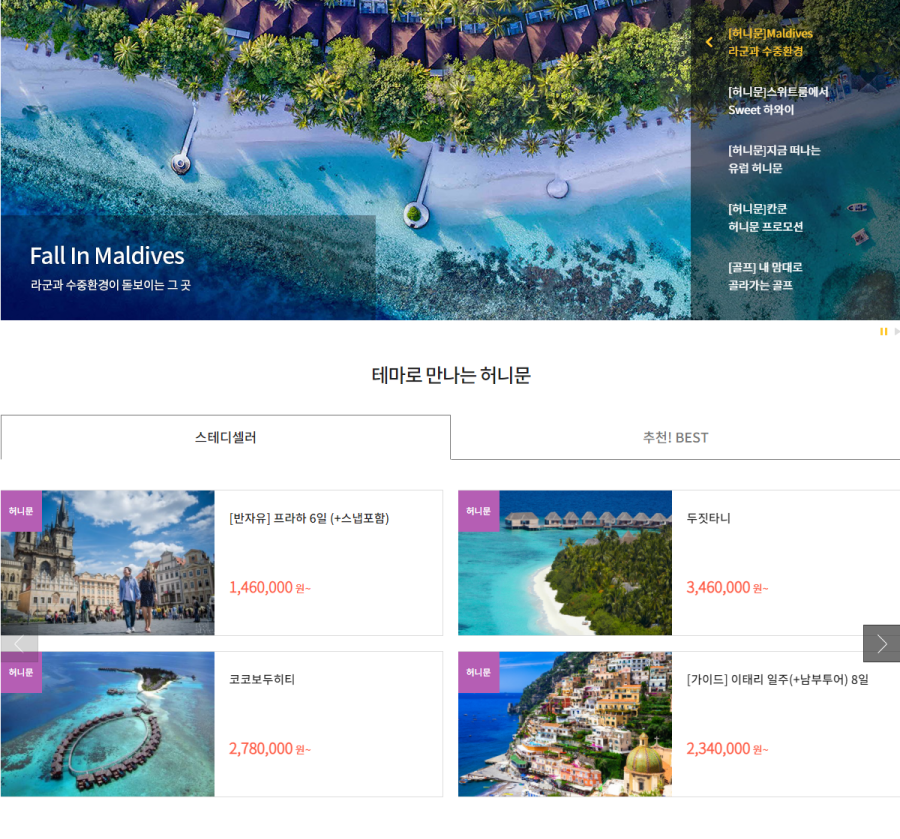 [허니문]Maldives
라군과 수중환경
[허니문]스위트룸에서
Sweet 하와이
[허니문]지금 떠나는
유럽 허니문
[허니문]칸쿤
허니문 프로모션
[골프] 내 맘대로
골라가는 골프
Fall In Maldives
라군과 수중환경이 돋보이는 그 곳
테마로 만나는 허니문
스테디셀러
추천! BEST
허니문
[반자유] 프라하 6일 (+스냅포함)
1,460,000 원~
허니문
두짓타니
3,460,000 원~
허니문
코코보두히티
2,780,000 원~
허니문
[가이드] 이태리 일주(+남부투어) 8일
2,340,000 원~